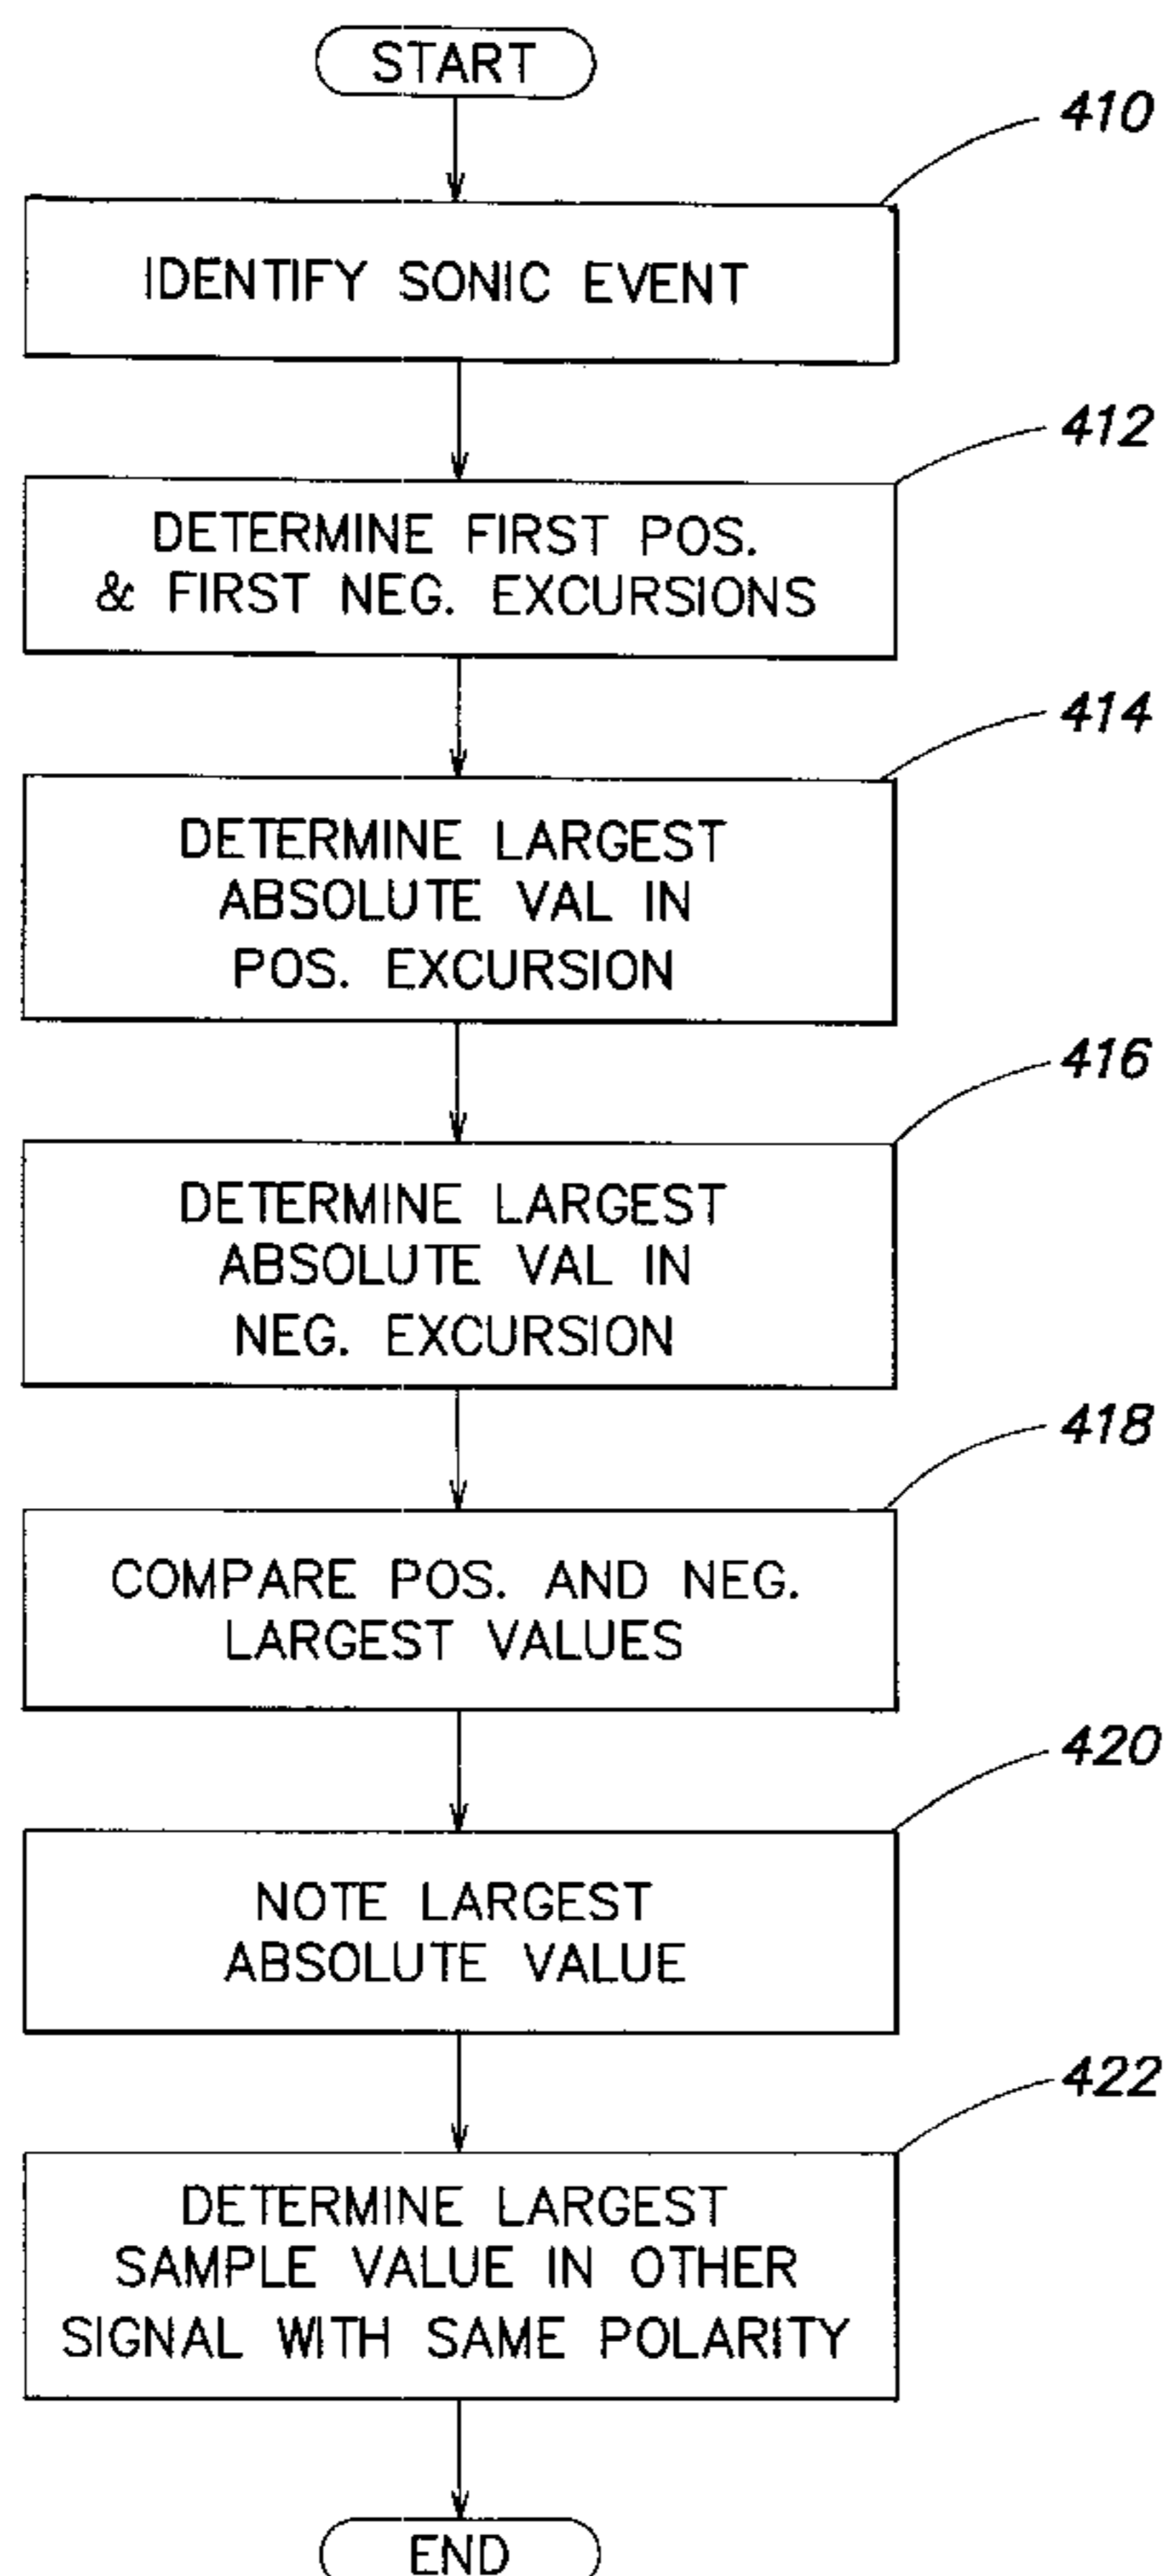 START
410
IDENTIFY SONIC EVENT
412
DETERMINE FIRST POS.
& FIRST NEG. EXCURSIONS
414
DETERMINE LARGEST
ABSOLUTE VAL IN
POS. EXCURSION
416
DETERMINE LARGEST
ABSOLUTE VAL IN
NEG. EXCURSION
418
COMPARE POS. AND NEG.
LARGEST VALUES
420
NOTE LARGEST
ABSOLUTE VALUE
422
DETERMINE LARGEST
SAMPLE VALUE IN OTHER
SIGNAL WITH SAME POLARITY
END